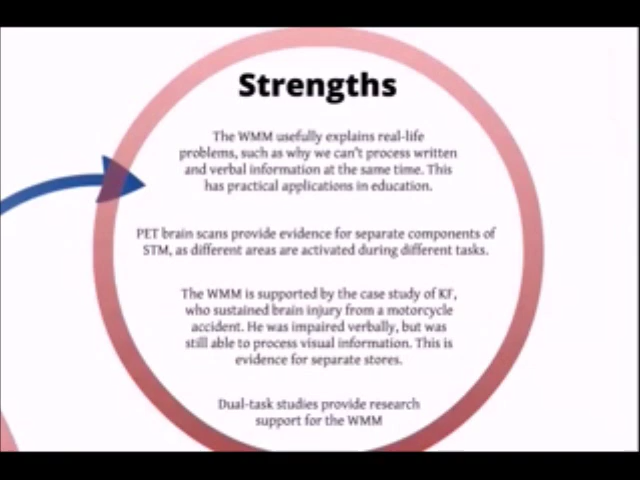 Strengths
The WMM usefully explains real-life
problems, such as why we can't process written
and verbal information at the same time. This
has practical applications in education.
PET brain scans provide evidence for separate components of
STM, as different areas are activated during different tasks.
The WMM is supported by the case study of KF,
who sustained brain injury from a motorcycle
accident. He was impaired verbally, but was
still able to process visual information. This is
evidence for separate stores.
Dual-task studies provide research
support for the WMM